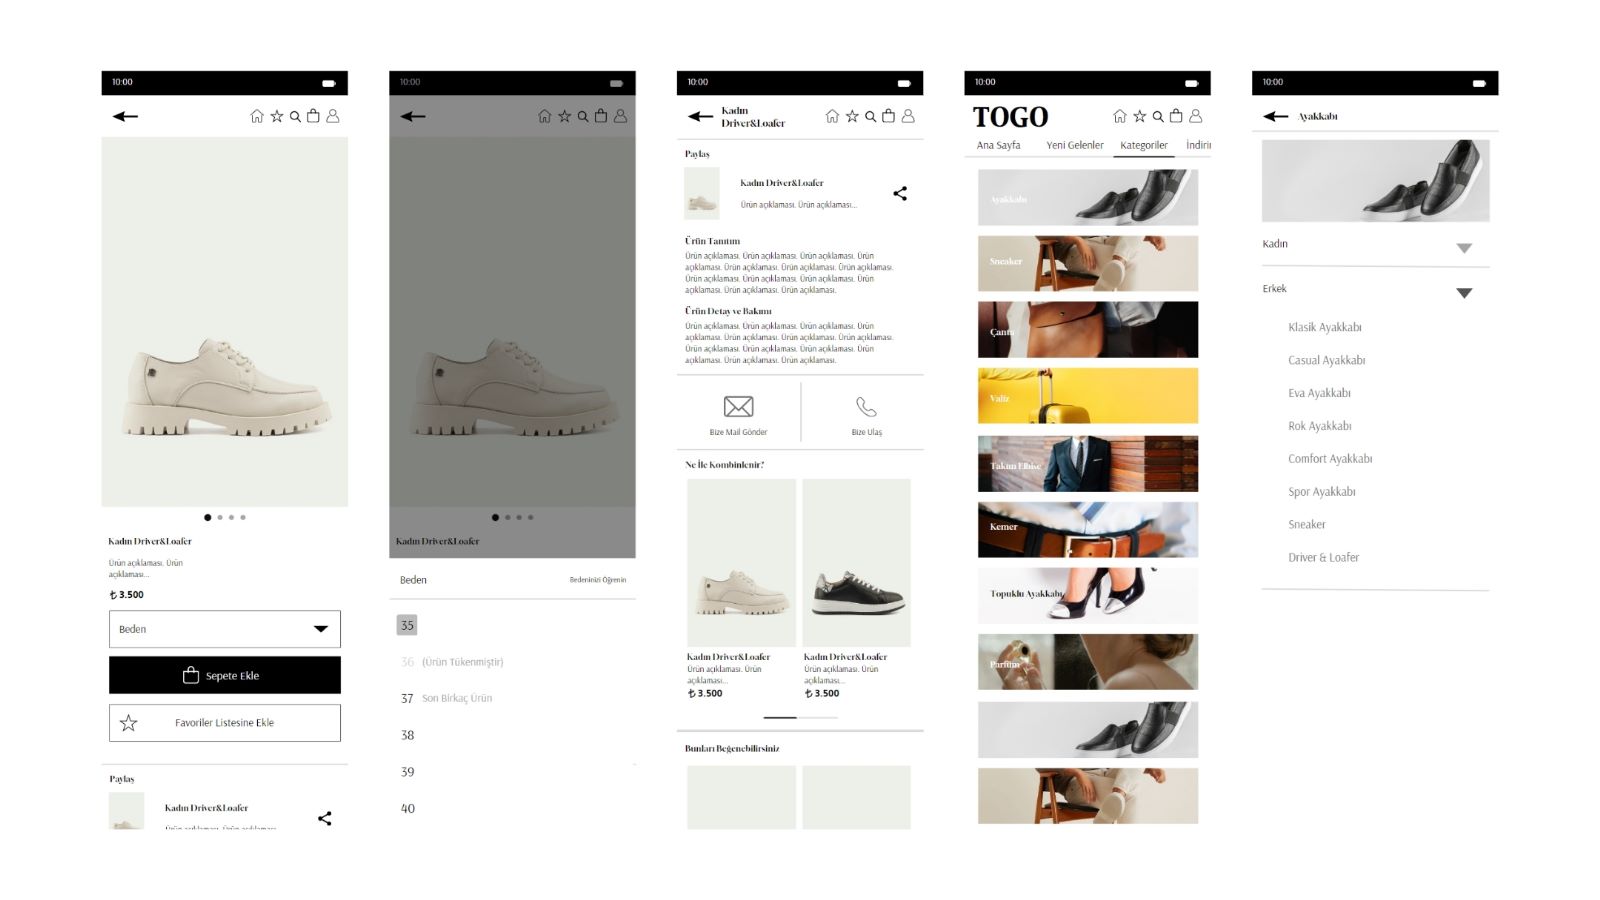 10:00
Kadın Driver&Loafer
Ürün açıklaması. Ürün
açıklaması...
₺ 3.500
Beden
Sepete Ekle
Favoriler Listesine Ekle
Paylaş
Kadın Driver&Loafer
Ürün açıklaması. Ürün açıklaması...
10:00
Kadın Driver&Loafer
Beden
Bedeninizi Öğrenin
35
36 (Ürün Tükenmiştir)
37 Son Birkaç Ürün
38
39
40
10:00
Kadın
Driver&Loafer
Paylaş
Kadın Driver&Loafer
Ürün açıklaması. Ürün açıklaması...
Ürün Tanıtım
Ürün açıklaması. Ürün açıklaması. Ürün açıklaması. Ürün
açıklaması. Ürün açıklaması. Ürün açıklaması. Ürün açıklaması.
Ürün açıklaması. Ürün açıklaması. Ürün açıklaması. Ürün
açıklaması. Ürün açıklaması. Ürün açıklaması.
Ürün Detay ve Bakımı
Ürün açıklaması. Ürün açıklaması. Ürün açıklaması. Ürün
açıklaması. Ürün açıklaması. Ürün açıklaması. Ürün açıklaması.
Ürün açıklaması. Ürün açıklaması. Ürün açıklaması. Ürün
açıklaması. Ürün açıklaması. Ürün açıklaması.
Bize Mail Gönder
Bize Ulaş
Ne İle Kombinlenir?
Kadın Driver&Loafer
Ürün açıklaması. Ürün
açıklaması...
₺ 3.500
Kadın Driver&Loafer
Ürün açıklaması. Ürün
açıklaması...
₺ 3.500
Bunları Beğenebilirsiniz
10:00
TOGO
Ana Sayfa Yeni Gelenler Kategoriler İndirir
Ayakkabı
Sneaker
Çanta
Valiz
Takım Elbise
Kemer
Topuklu Ayakkabı
Parfüm
10:00
Ayakkabı
Kadın
Erkek
Klasik Ayakkabı
Casual Ayakkabı
Eva Ayakkabı
Rok Ayakkabı
Comfort Ayakkabı
Spor Ayakkabı
Sneaker
Driver & Loafer